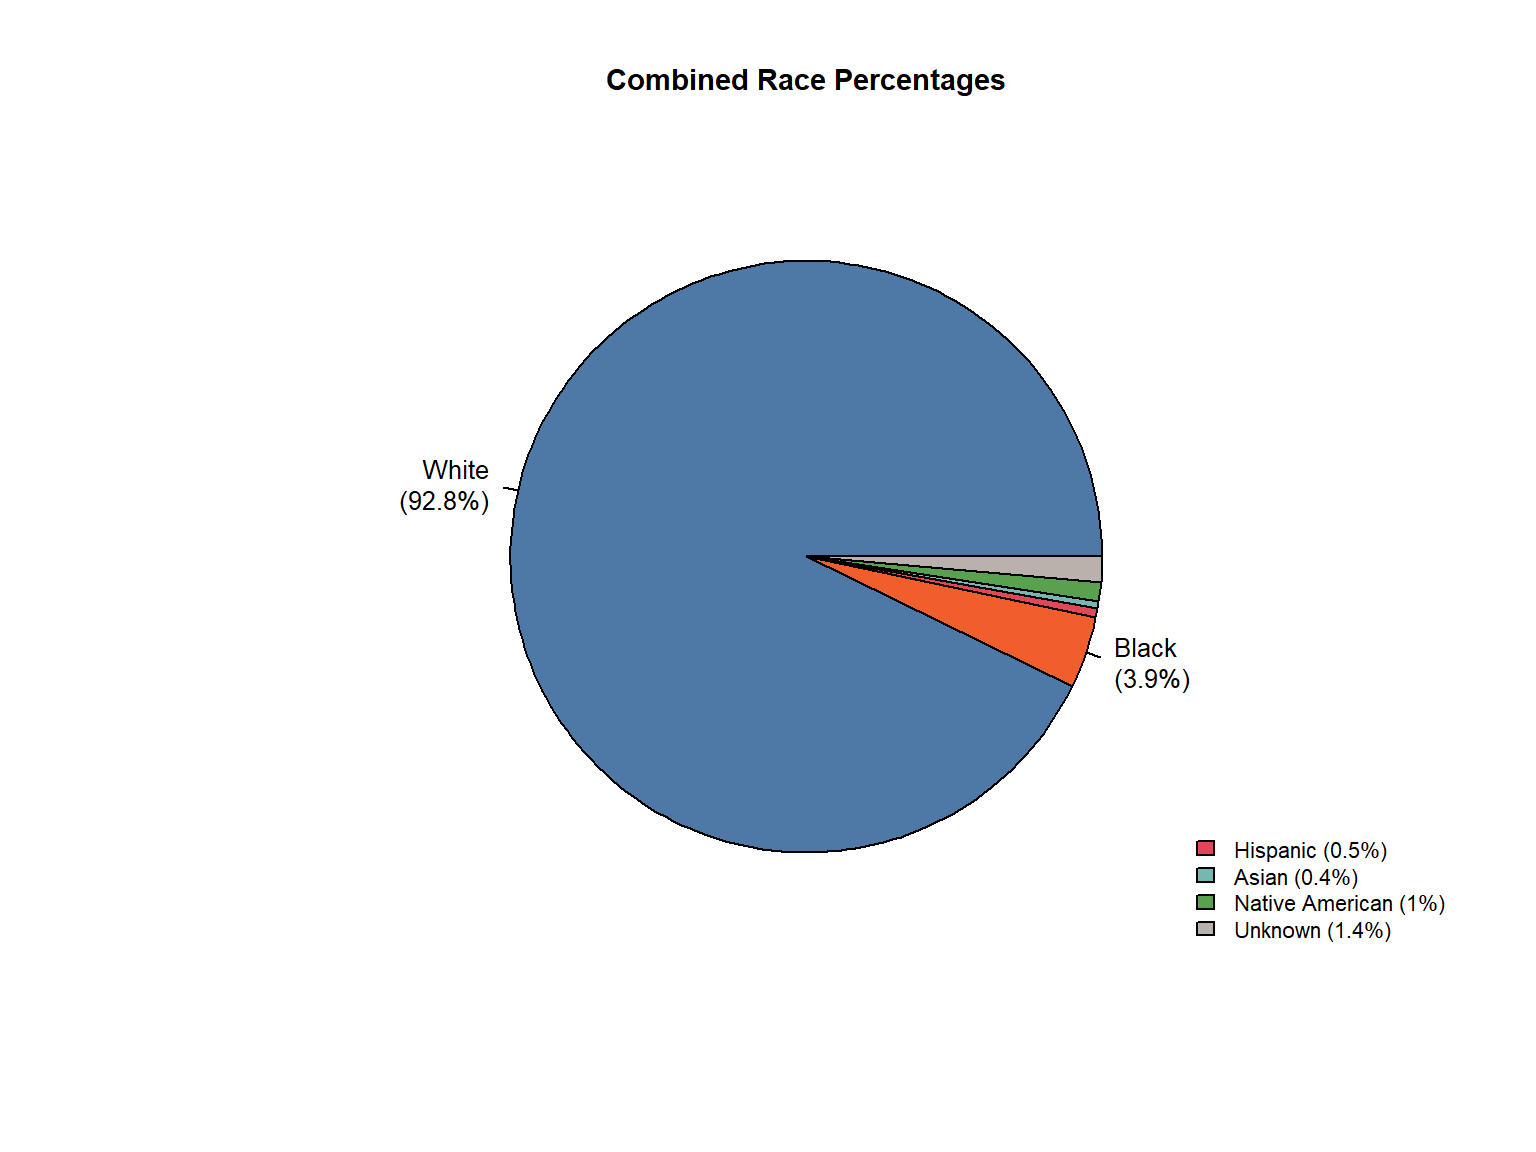 Combined Race Percentages
White
(92.8%)
Black
(3.9%)
Hispanic (0.5%)
Asian (0.4%)
Native American (1%)
Unknown (1.4%)